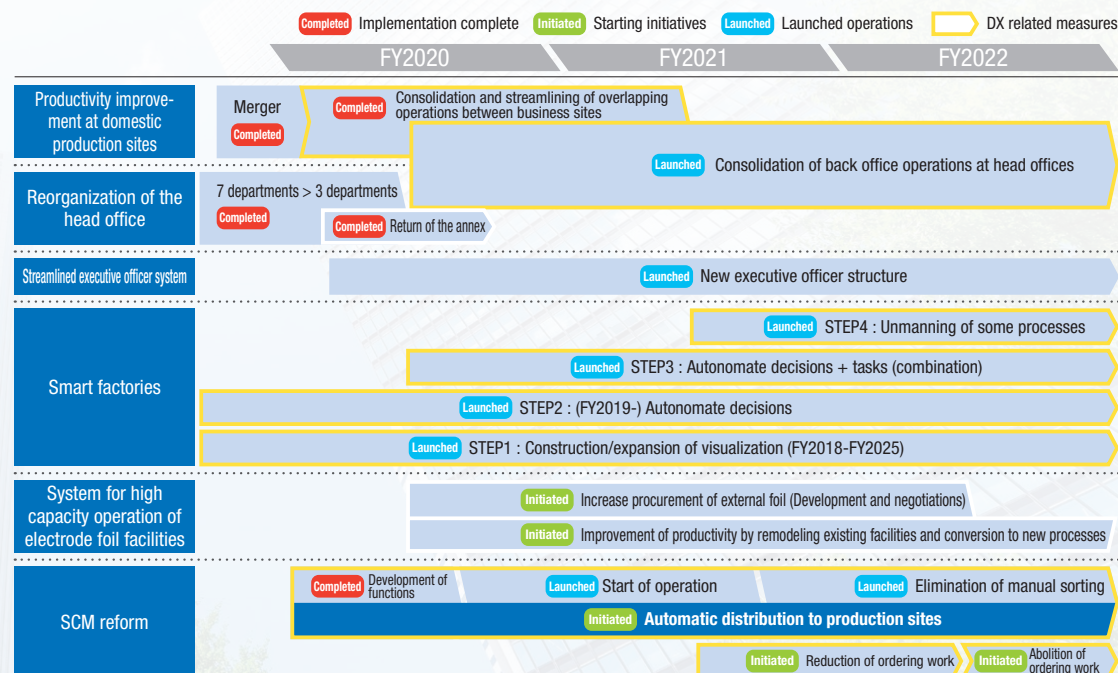 Completed Implementation complete Initiated Starting initiatives Launched Launched operations DX related measures
FY2020 FY2021 FY2022
Productivity improve-
ment at domestic
production sites
Merger
Completed
Completed Consolidation and streamlining of overlapping
operations between business sites
Launched Consolidation of back office operations at head offices
Reorganization of the
head office
7 departments > 3 departments
Completed
Completed Return of the annex
Streamlined executive officer system
Launched New executive officer structure
Smart factories
Launched STEP4 : Unmanning of some processes
Launched STEP3 : Autonomate decisions + tasks (combination)
Launched STEP2 : (FY2019-) Autonomate decisions
Launched STEP1 : Construction/expansion of visualization (FY2018-FY2025)
System for high
capacity operation of
electrode foil facilities
Initiated Increase procurement of external foil (Development and negotiations)
Initiated Improvement of productivity by remodeling existing facilities and conversion to new processes
SCM reform
Completed Development of
functions
Launched Start of operation
Launched Elimination of manual sorting
Initiated Automatic distribution to production sites
Initiated Reduction of ordering work
Initiated Abolition of
ordering work